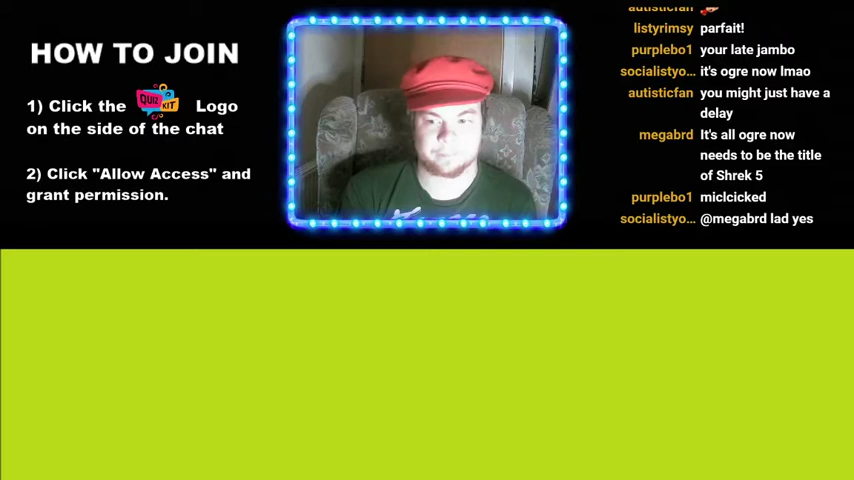 HOW TO JOIN
1) Click the QUIZ KIT Logo
on the side of the chat
2) Click "Allow Access" and
grant permission.
autisticfan
listyrimsy parfait!
purplebo1 your late jambo
socialistyo... it's ogre now lmao
autisticfan you might just have a
delay
megabrd It's all ogre now
needs to be the title
of Shrek 5
purplebo1 miclcicked
socialistyo... @megabrd lad yes